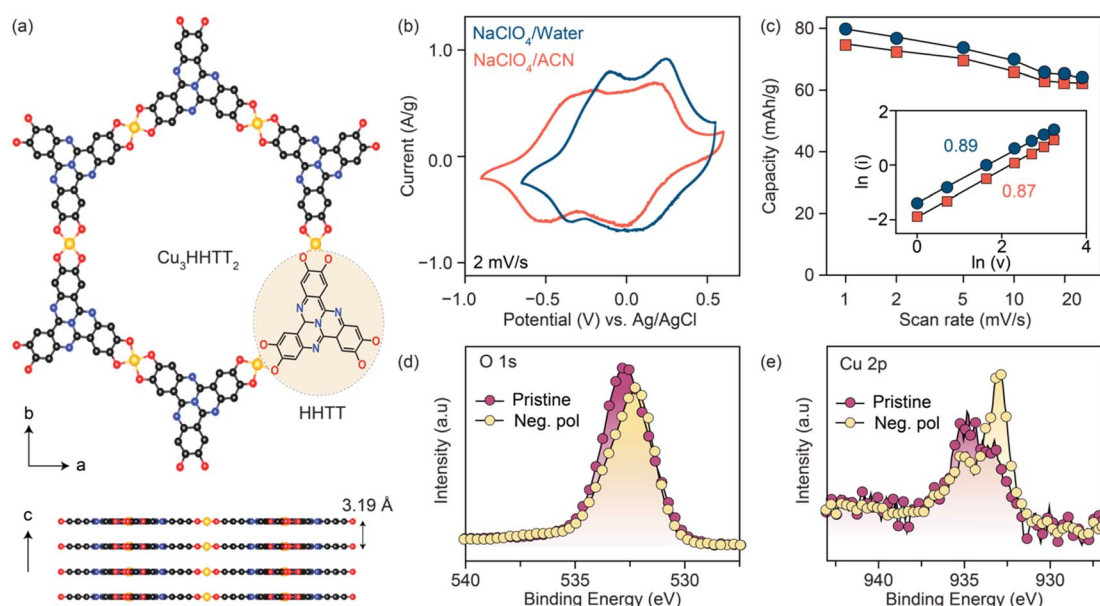 (a)
Cu3HHTT2
O O
N N
N
O N O
O O
HHTT
b
a
c
3.19 Å
(b)
NaClO4/Water
NaClO4/ACN
1.0
0.0
−1.0
Current (A/g)
2 mV/s
−1.0 −0.5 0.0 0.5
Potential (V) vs. Ag/AgCl
(c)
80
60
40
20
0
Capacity (mAh/g)
2
0
−2
ln (i)
0.89
0.87
0 2 4
ln (v)
1 2 5 10 20
Scan rate (mV/s)
(d)
O 1s
Pristine
Neg. pol
Intensity (a.u)
540 535 530
Binding Energy (eV)
(e)
Cu 2p
Pristine
Neg. pol
Intensity (a.u)
940 935 930
Binding Energy (eV)